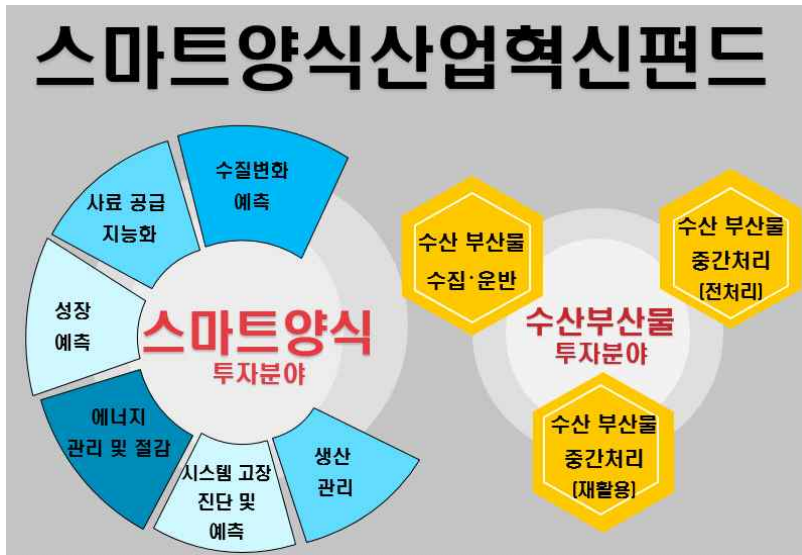 스마트양식산업혁신펀드
수질변화
예측
사료 공급
지능화
성장
예측
에너지
관리 및 절감
시스템 고장
진단 및
예측
생산
관리
스마트양식
투자분야
수산 부산물
수집·운반
수산 부산물
중간처리
(전처리)
수산부산물
투자분야
수산 부산물
중간처리
(재활용)